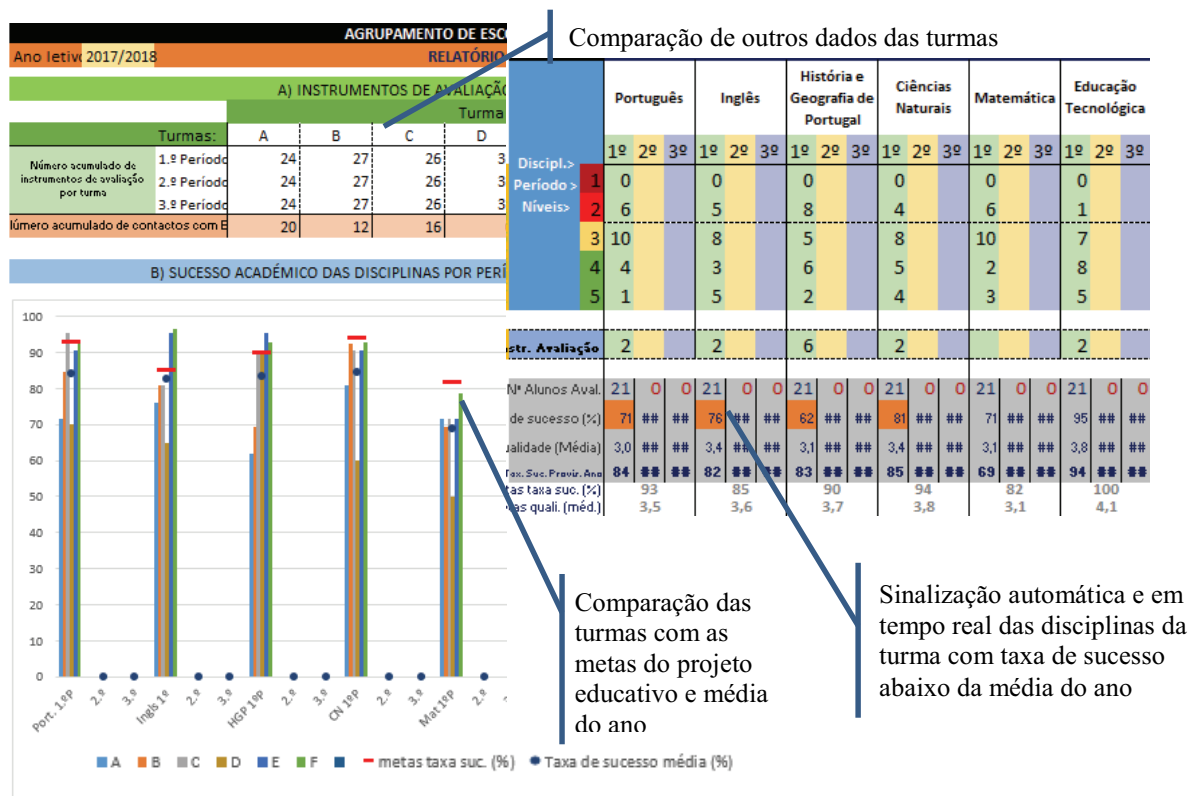 AGRUPAMENTO DE ESC
Ano letivo 2017/2018 RELATÓRIO
A) INSTRUMENTOS DE AVALIAÇÃO
Turma
Turmas: A B C D
Número acumulado de instrumentos de avaliação por turma
1.º Período 24 27 26 3
2.º Período 24 27 26 3
3.º Período 24 27 26 3
número acumulado de contactos com E 20 12 16
B) SUCESSO ACADÉMICO DAS DISCIPLINAS POR PERÍ
100
90
80
70
60
50
40
30
20
10
0
Port. 1.ºP 2.º 3.º Ingls 1º 2.º 3.º HGP 1ºP 2.º 3.º CN 1ºP 2.º 3.º Mat 1ºP 2.º
A B C D E F metas taxa suc. (%) Taxa de sucesso média (%)
Comparação de outros dados das turmas
Português Inglês História e Geografia de Portugal Ciências Naturais Matemática Educação Tecnológica
1º 2º 3º 1º 2º 3º 1º 2º 3º 1º 2º 3º 1º 2º 3º 1º 2º 3º
Discipl.>
Período >
Níveis>
1 0 0 0 0 0 0
2 6 5 8 4 6 1
3 10 8 5 8 10 7
4 4 3 6 5 2 8
5 1 5 2 4 3 5
str. Avaliação 2 2 6 2 2
Nº Alunos Aval. 21 0 0 21 0 0 21 0 0 21 0 0 21 0 0 21 0 0
de sucesso (%) 71 ## ## 76 ## ## 62 ## ## 81 ## ## 71 ## ## 95 ## ##
ualidade (Média) 3,0 ## ## 3,4 ## ## 3,1 ## ## 3,4 ## ## 3,1 ## ## 3,8 ## ##
Tax. Suc. Provir. Ano 84 ## ## 82 ## ## 83 ## ## 85 ## ## 69 ## ## 94 ## ##
tas taxa suc. (%) 93 85 90 94 82 100
as quali. (méd.) 3,5 3,6 3,7 3,8 3,1 4,1
Comparação das
turmas com as
metas do projeto
educativo e média
do ano
Sinalização automática e em
tempo real das disciplinas da
turma com taxa de sucesso
abaixo da média do ano